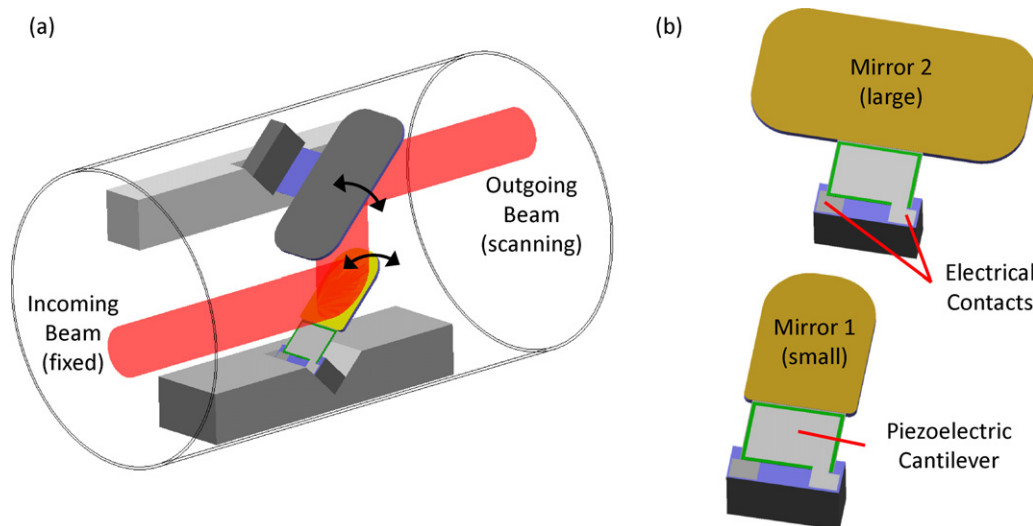 (a)
Incoming
Beam
(fixed)
Outgoing
Beam
(scanning)
(b)
Mirror 2
(large)
Electrical
Contacts
Mirror 1
(small)
Piezoelectric
Cantilever